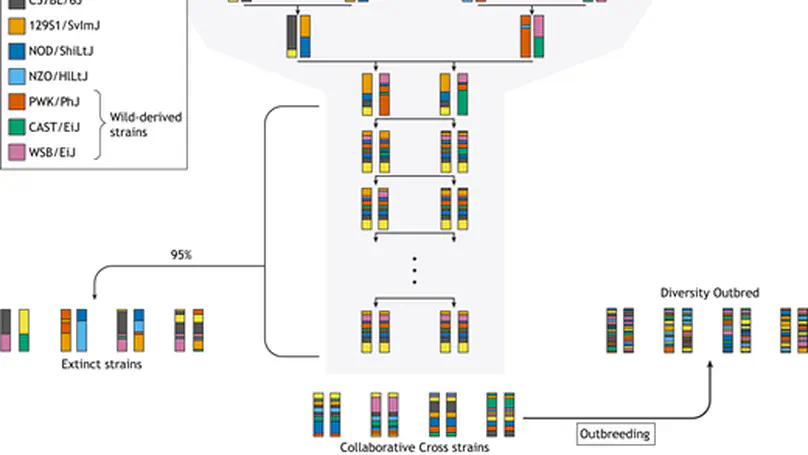 129S1/SvImJ
NOD/ShiLtJ
NZO/HlLtJ
PWK/PhJ
CAST/EiJ
WSB/EiJ
Wild-derived
strains
95%
Extinct strains
Diversity Outbred
Outbreeding
Collaborative Cross strains